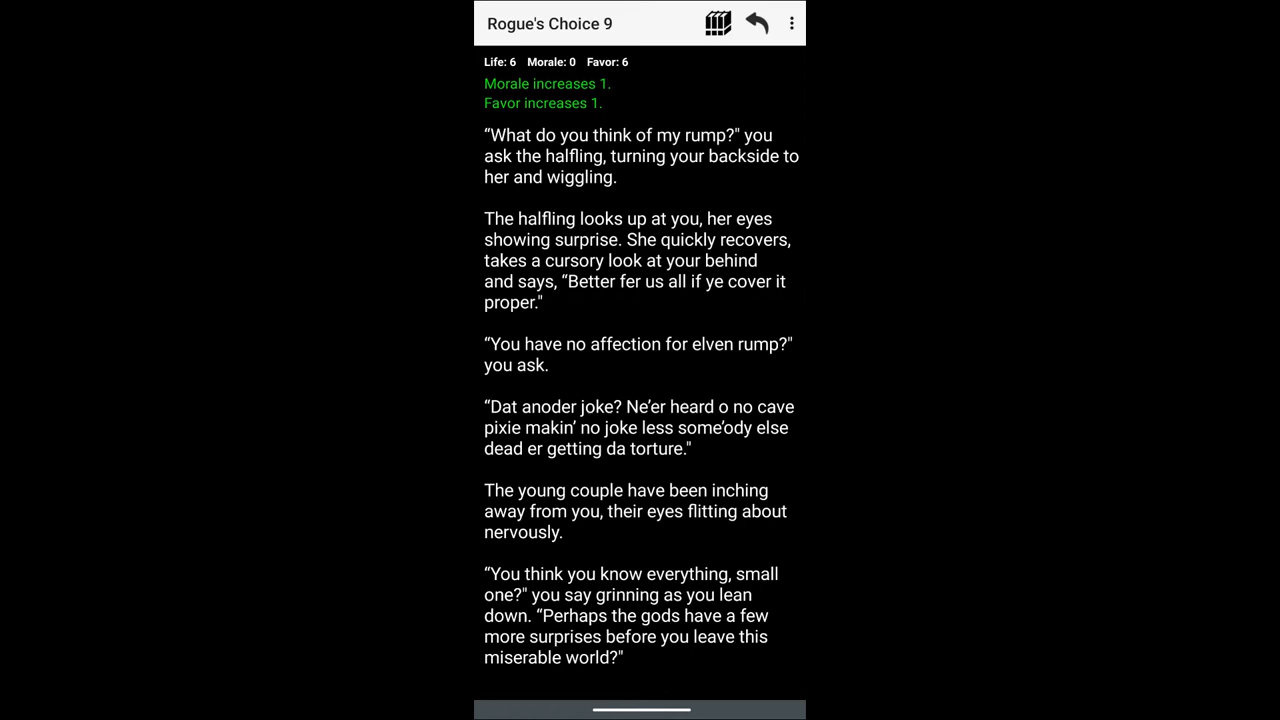 Rogue's Choice 9
Life: 6 Morale: 0 Favor: 6
Morale increases 1.
Favor increases 1.
“What do you think of my rump?" you
ask the halfling, turning your backside to
her and wiggling.
The halfling looks up at you, her eyes
showing surprise. She quickly recovers,
takes a cursory look at your behind
and says, “Better fer us all if ye cover it
proper."
“You have no affection for elven rump?"
you ask.
“Dat anoder joke? Ne’er heard o no cave
pixie makin’ no joke less some’ody else
dead er getting da torture."
The young couple have been inching
away from you, their eyes flitting about
nervously.
“You think you know everything, small
one?" you say grinning as you lean
down. “Perhaps the gods have a few
more surprises before you leave this
miserable world?"